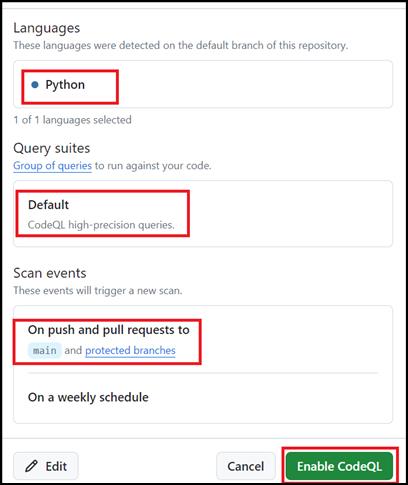 Languages
These languages were detected on the default branch of this repository.
Python
1 of 1 languages selected
Query suites
Group of queries to run against your code.
Default
CodeQL high-precision queries.
Scan events
These events will trigger a new scan.
On push and pull requests to
main and protected branches
On a weekly schedule
Edit
Cancel
Enable CodeQL